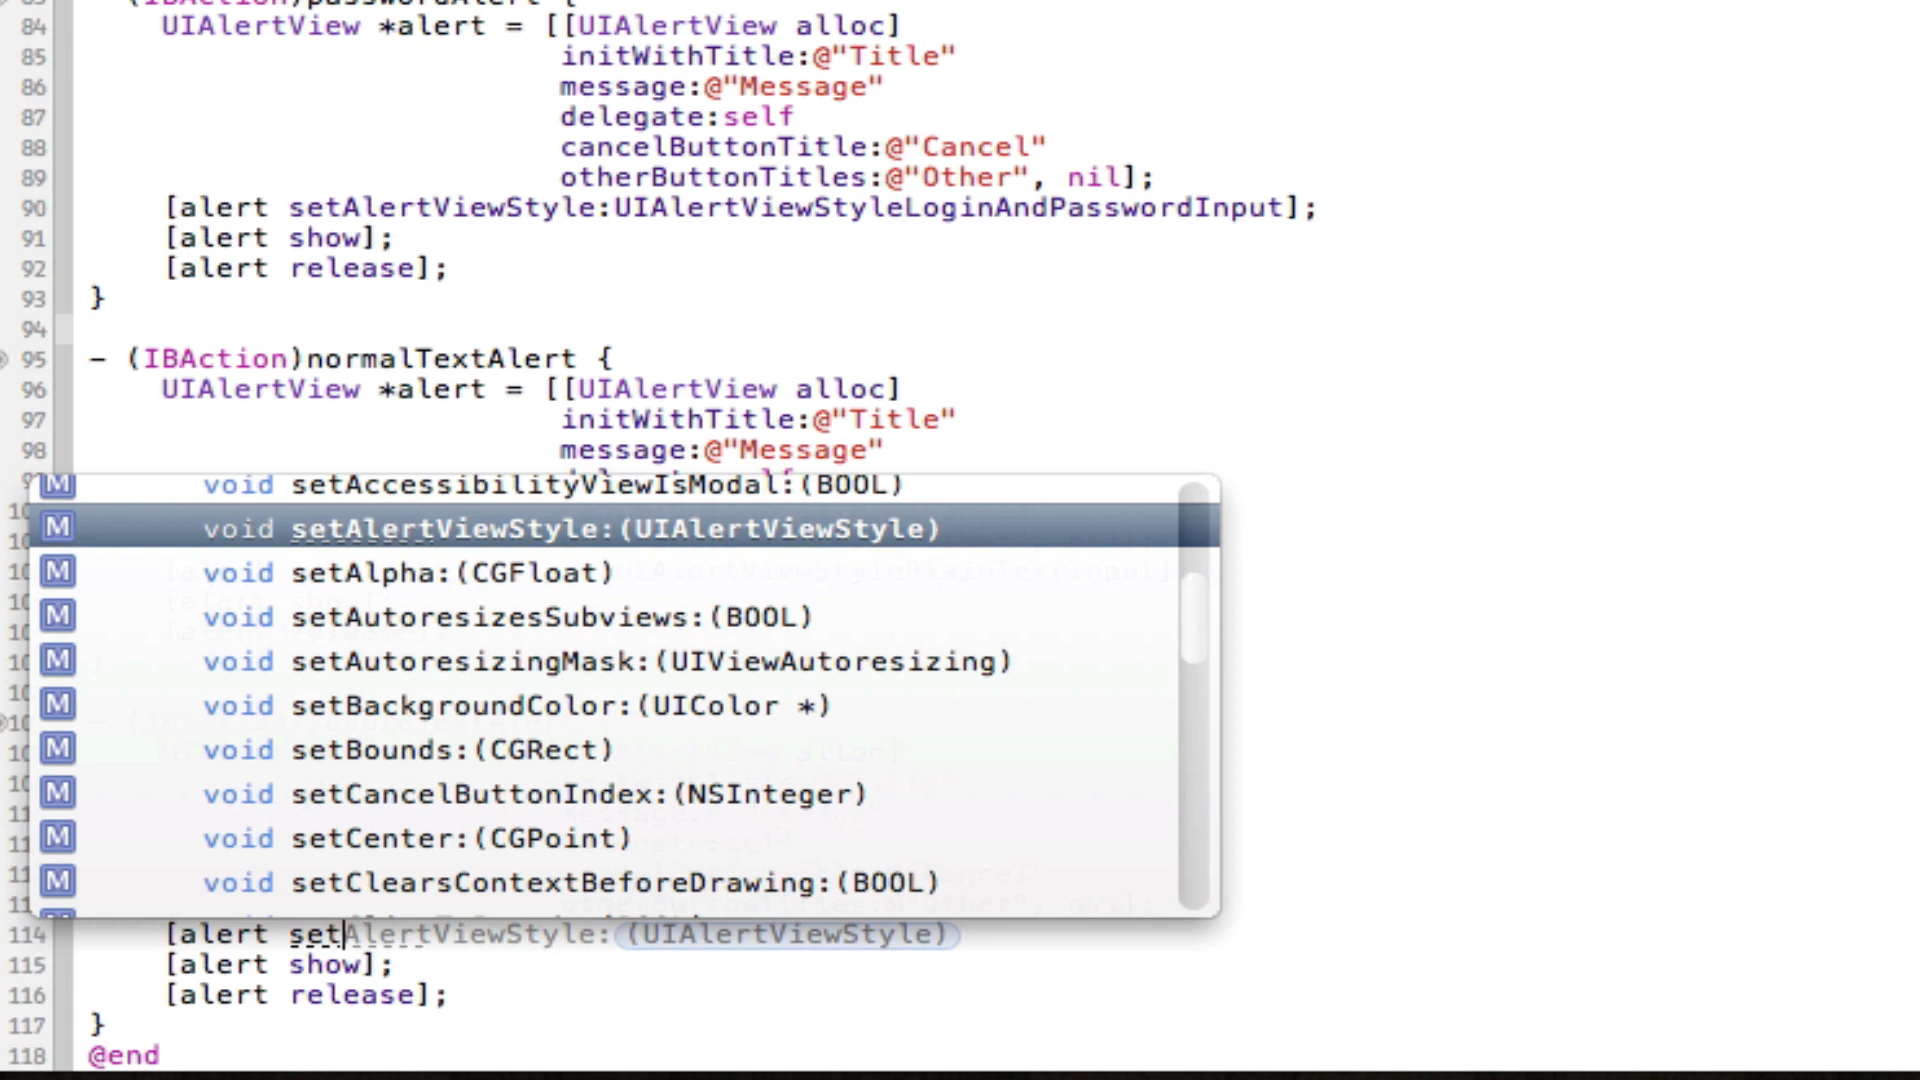 - (IBAction)passwordAlert {
84 UIAlertView *alert = [[UIAlertView alloc]
85 initWithTitle:@"Title"
86 message:@"Message"
87 delegate:self
88 cancelButtonTitle:@"Cancel"
89 otherButtonTitles:@"Other", nil];
90 [alert setAlertViewStyle:UIAlertViewStyleLoginAndPasswordInput];
91 [alert show];
92 [alert release];
93 }
94
95 - (IBAction)normalTextAlert {
96 UIAlertView *alert = [[UIAlertView alloc]
97 initWithTitle:@"Title"
98 message:@"Message"
M void setAccessibilityViewIsModal:(BOOL)
M void setAlertViewStyle:(UIAlertViewStyle)
M void setAlpha:(CGFloat)
M void setAutoresizesSubviews:(BOOL)
M void setAutoresizingMask:(UIViewAutoresizing)
M void setBackgroundColor:(UIColor *)
M void setBounds:(CGRect)
M void setCancelButtonIndex:(NSInteger)
M void setCenter:(CGPoint)
M void setClearsContextBeforeDrawing:(BOOL)
114 [alert setAlertViewStyle:(UIAlertViewStyle)
115 [alert show];
116 [alert release];
117 }
118 @end